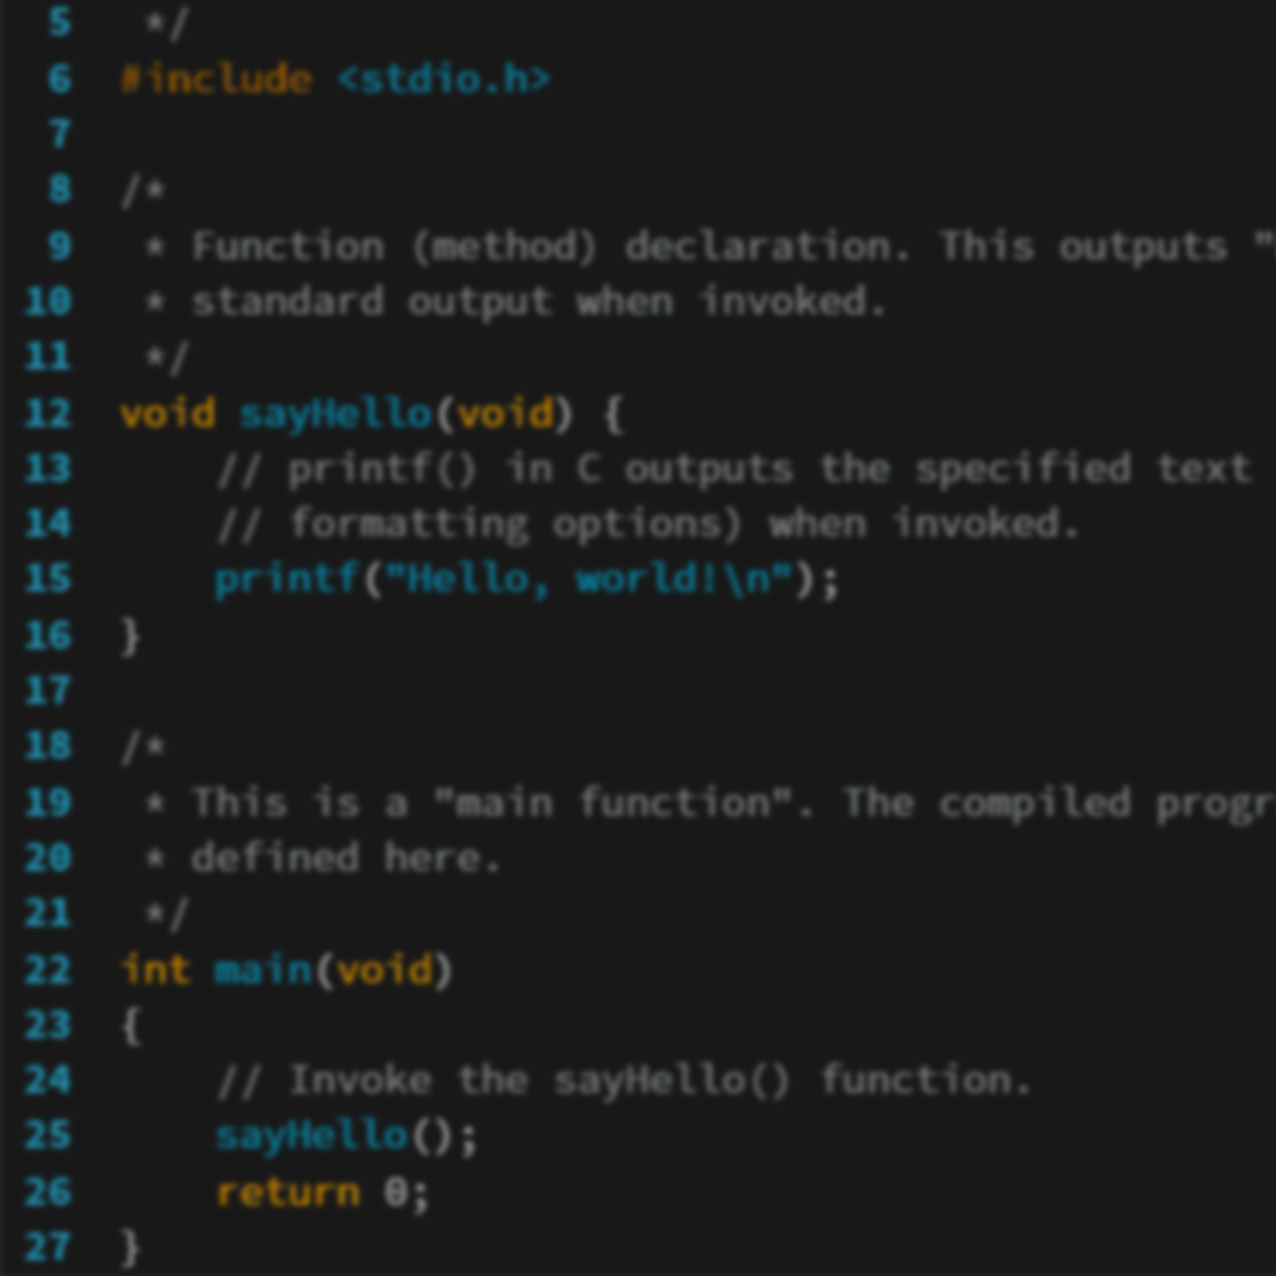 5 */
6 #include <stdio.h>
7
8 /*
9 * Function (method) declaration. This outputs "
10 * standard output when invoked.
11 */
12 void sayHello(void) {
13 // printf() in C outputs the specified text
14 // formatting options) when invoked.
15 printf("Hello, world!\n");
16 }
17
18 /*
19 * This is a "main function". The compiled progr
20 * defined here.
21 */
22 int main(void)
23 {
24 // Invoke the sayHello() function.
25 sayHello();
26 return 0;
27 }